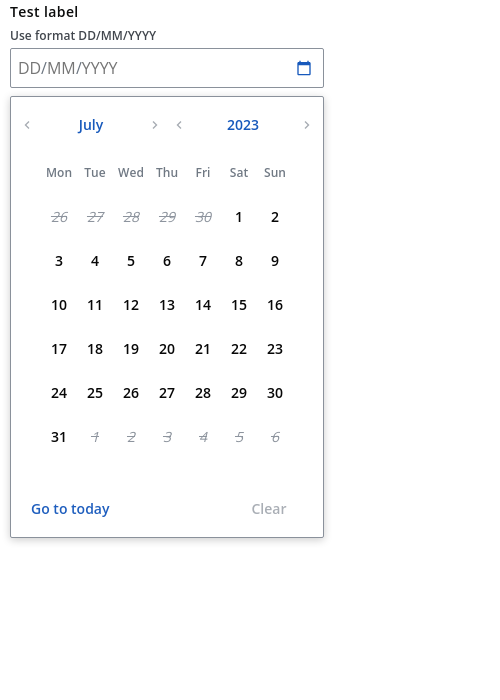 Test label
Use format DD/MM/YYYY
DD/MM/YYYY
July 2023
Mon Tue Wed Thu Fri Sat Sun
26 27 28 29 30 1 2
3 4 5 6 7 8 9
10 11 12 13 14 15 16
17 18 19 20 21 22 23
24 25 26 27 28 29 30
31 1 2 3 4 5 6
Go to today Clear